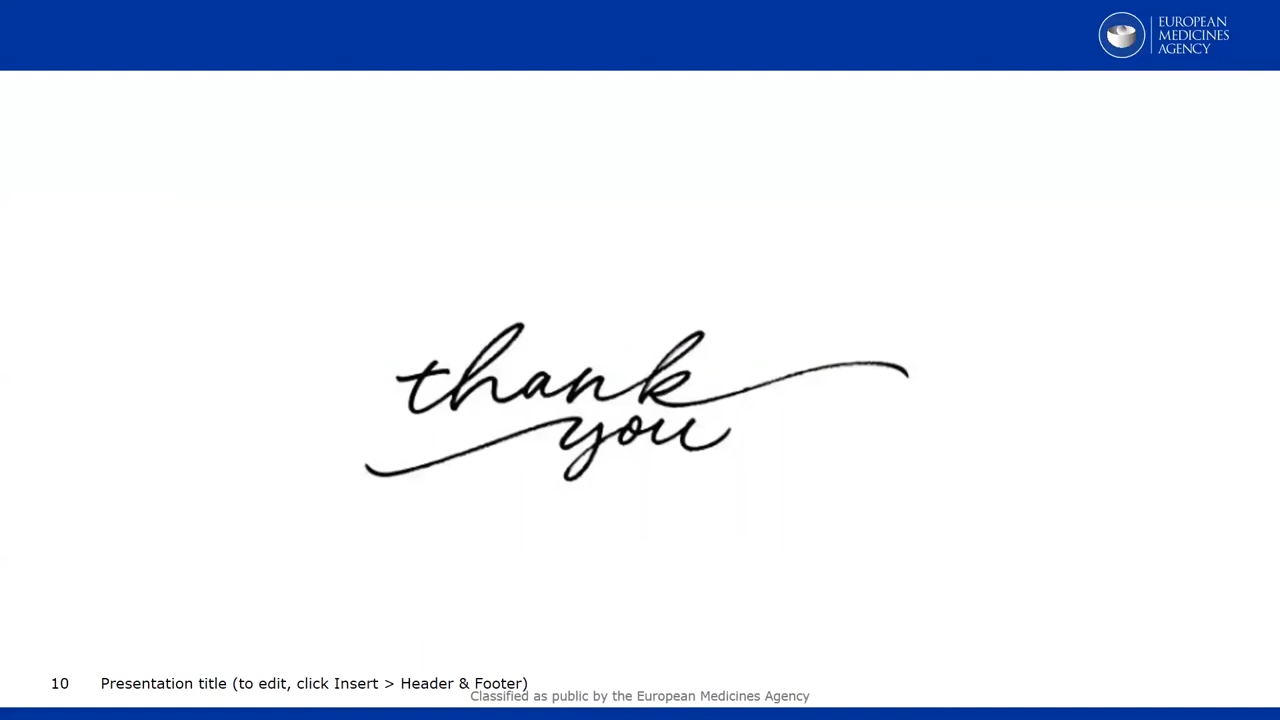 EUROPEAN
MEDICINES
AGENCY
thank
you
10 Presentation title (to edit, click Insert > Header & Footer)
Classified as public by the European Medicines Agency